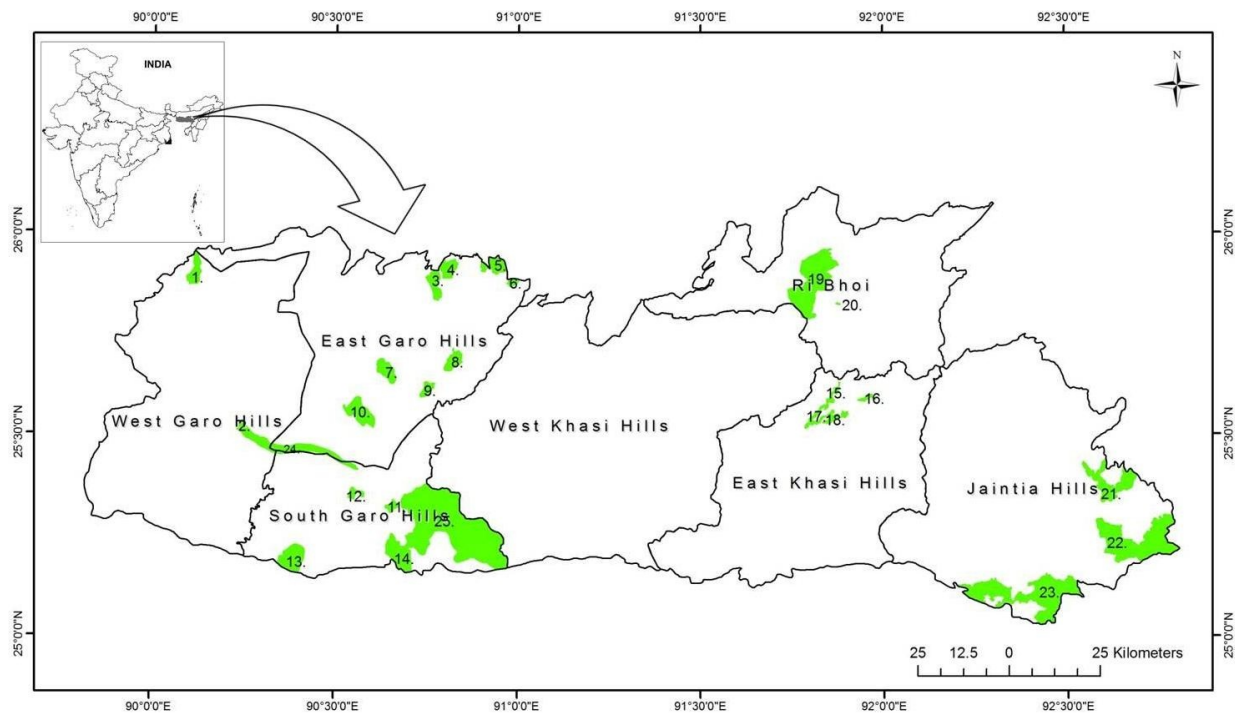 90°0'0"E 90°30'0"E 91°0'0"E 91°30'0"E 92°0'0"E 92°30'0"E
INDIA
N
26°0'0"N
26°0'0"N
25°30'0"N
25°30'0"N
25°0'0"N
25°0'0"N
1.
3.
4.
5.
6.
19.
Ri Bhoi
20.
East Garo Hills
7.
8.
9.
10.
15.
16.
17.
18.
West Garo Hills
2.
24.
West Khasi Hills
East Khasi Hills
Jaintia Hills
21.
12.
11.
South Garo Hills
25.
22.
13.
14.
23.
25 12.5 0 25 Kilometers
90°0'0"E 90°30'0"E 91°0'0"E 91°30'0"E 92°0'0"E 92°30'0"E